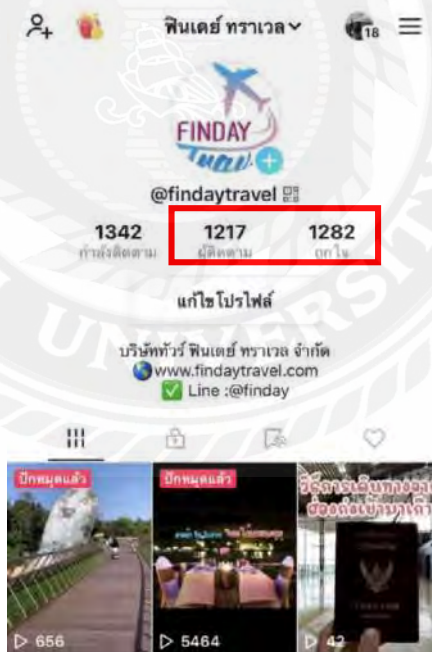 ฟินเดย์ ทราเวล
18
FINDAY
@findaytravel
1342 1217 1282
กำลังติดตาม ผู้ติดตาม ถูกใจ
แก้ไขโปรไฟล์
บริษัททัวร์ ฟินเดย์ ทราเวล จำกัด
www.findaytravel.com
Line :@finday
ปักหมุดแล้ว ปักหมุดแล้ว
656 5464 42